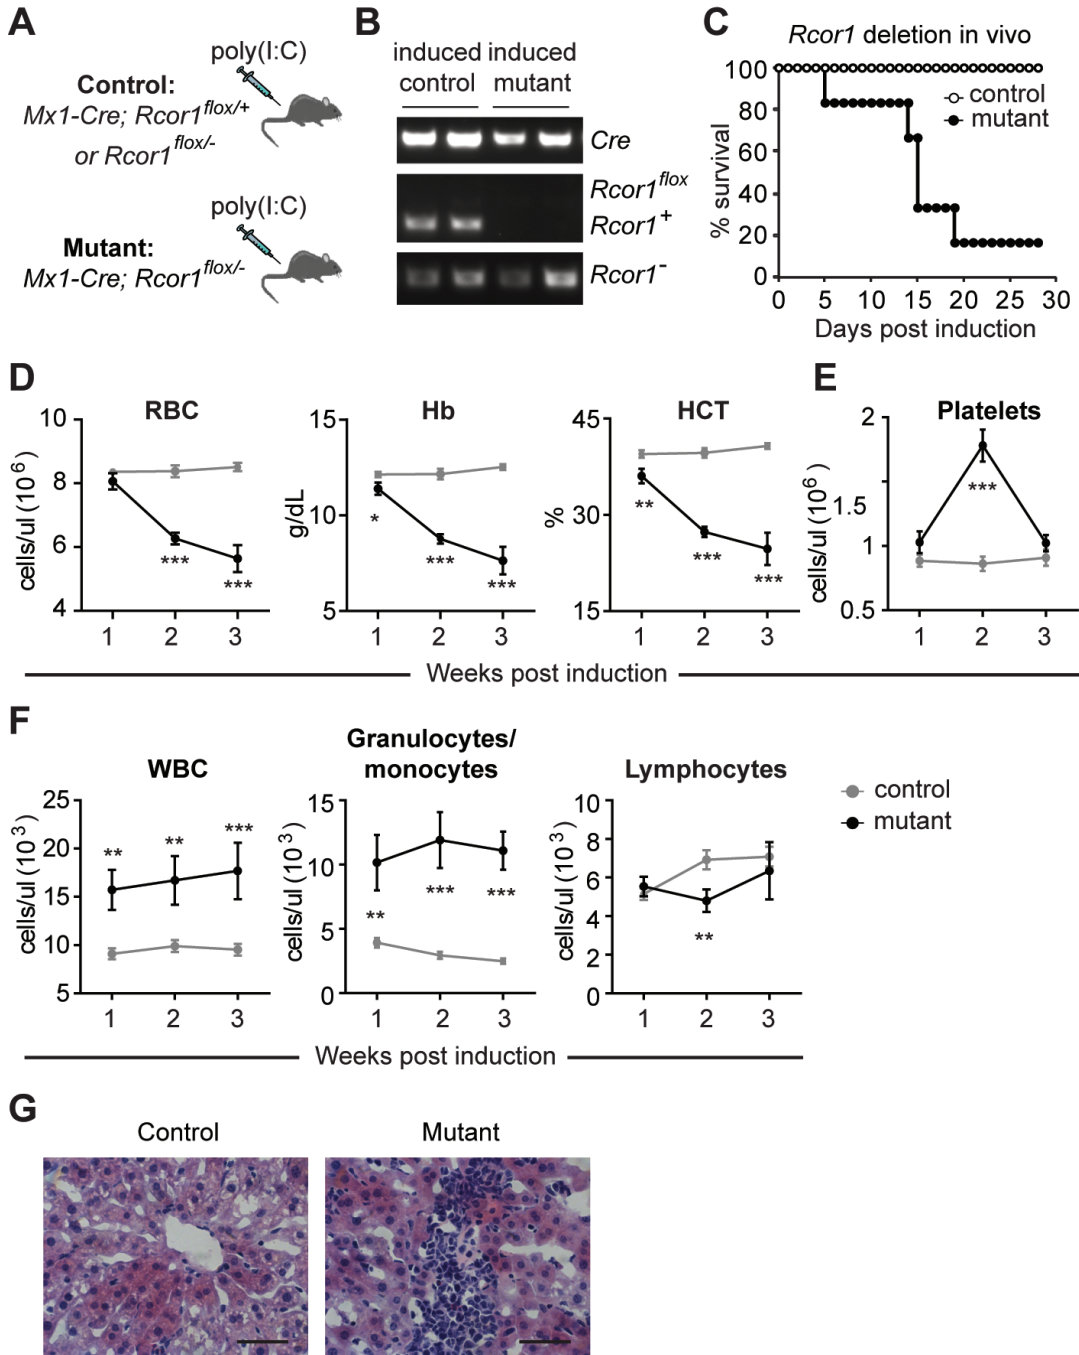 A
poly(I:C)
Control:
Mx1-Cre; Rcor1flox/+
or Rcor1flox/-
poly(I:C)
Mutant:
Mx1-Cre; Rcor1flox/-
B
induced induced
control mutant
Cre
Rcor1flox
Rcor1+
Rcor1-
C
Rcor1 deletion in vivo
% survival
100
80
60
40
20
0
control
mutant
0 5 10 15 20 25 30
Days post induction
D
RBC
cells/ul (10^6)
10
8
6
4
***
***
1 2 3
Hb
g/dL
15
10
5
*
***
***
1 2 3
HCT
%
45
30
15
**
***
***
1 2 3
E
Platelets
cells/ul (10^6)
2
1.5
1
0.5
***
1 2 3
Weeks post induction
F
WBC
cells/ul (10^3)
25
20
15
10
5
** ** ***
1 2 3
Granulocytes/
monocytes
cells/ul (10^3)
15
10
5
0
**
***
***
1 2 3
Lymphocytes
cells/ul (10^3)
10
8
6
4
2
0
**
1 2 3
control
mutant
Weeks post induction
G
Control Mutant